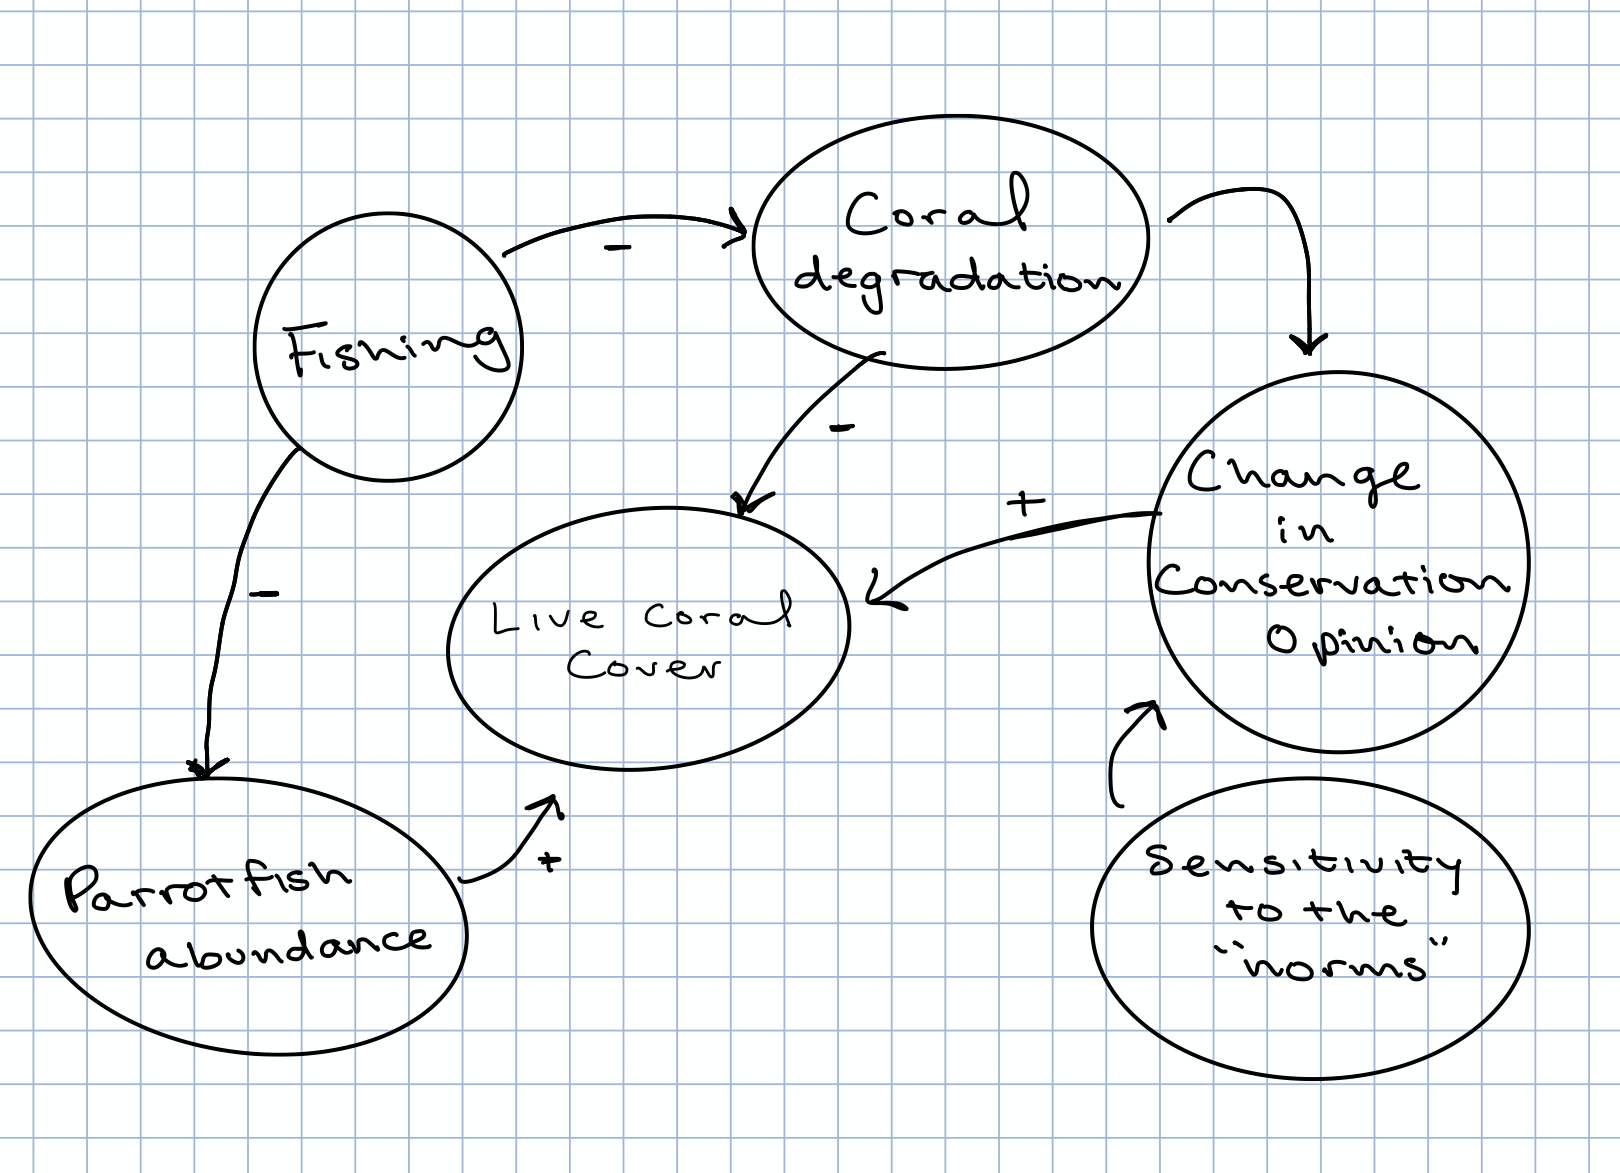 Coral
degradation
Fishing
-
-
-
+
Change
in
Conservation
Opinion
Live Coral
Cover
+
Parrotfish
abundance
Sensitivity
to the
"norms"